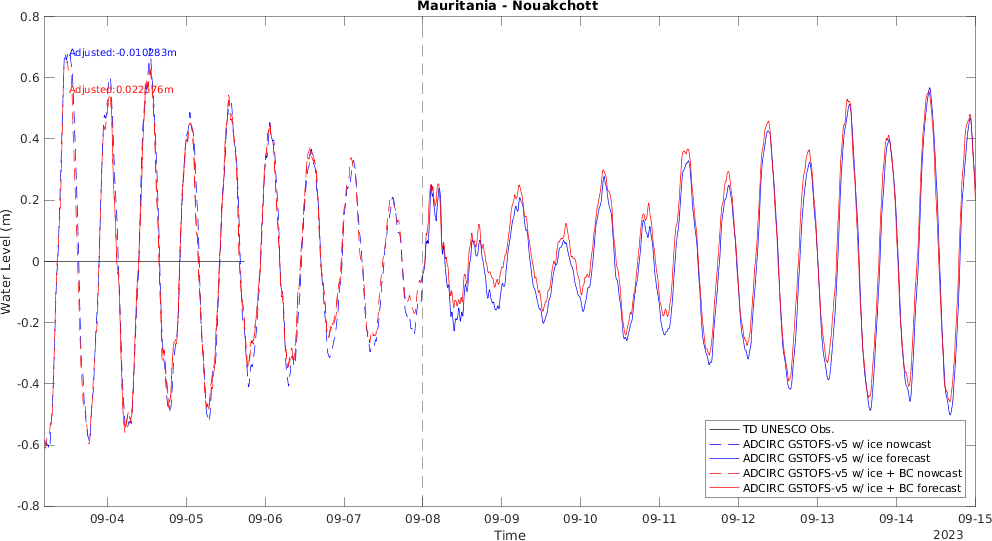 Mauritania - Nouakchott
0.8
0.6
0.4
0.2
0
-0.2
-0.4
-0.6
-0.8
Water Level (m)
Adjusted:-0.010283m
Adjusted:0.022576m
TD UNESCO Obs.
ADCIRC GSTOFS-v5 w/ ice nowcast
ADCIRC GSTOFS-v5 w/ ice forecast
ADCIRC GSTOFS-v5 w/ ice + BC nowcast
ADCIRC GSTOFS-v5 w/ ice + BC forecast
09-04 09-05 09-06 09-07 09-08 09-09 09-10 09-11 09-12 09-13 09-14 09-15
Time
2023